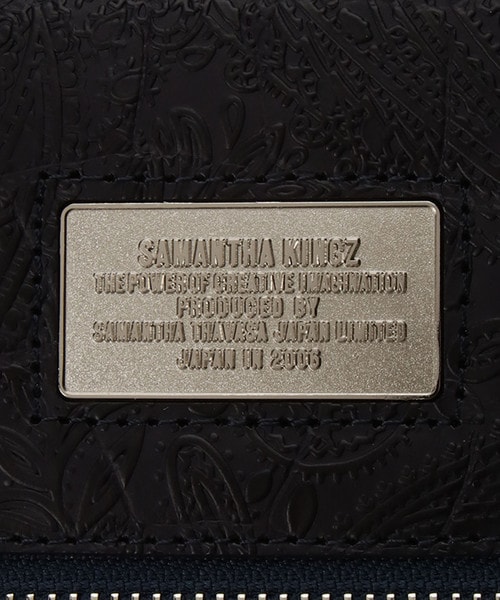 SAMANTHA KINGZ
THE POWER OF CREATIVE IMAGINATION
PRODUCED BY
SAMANTHA THAVASA JAPAN LIMITED
JAPAN IN 2006